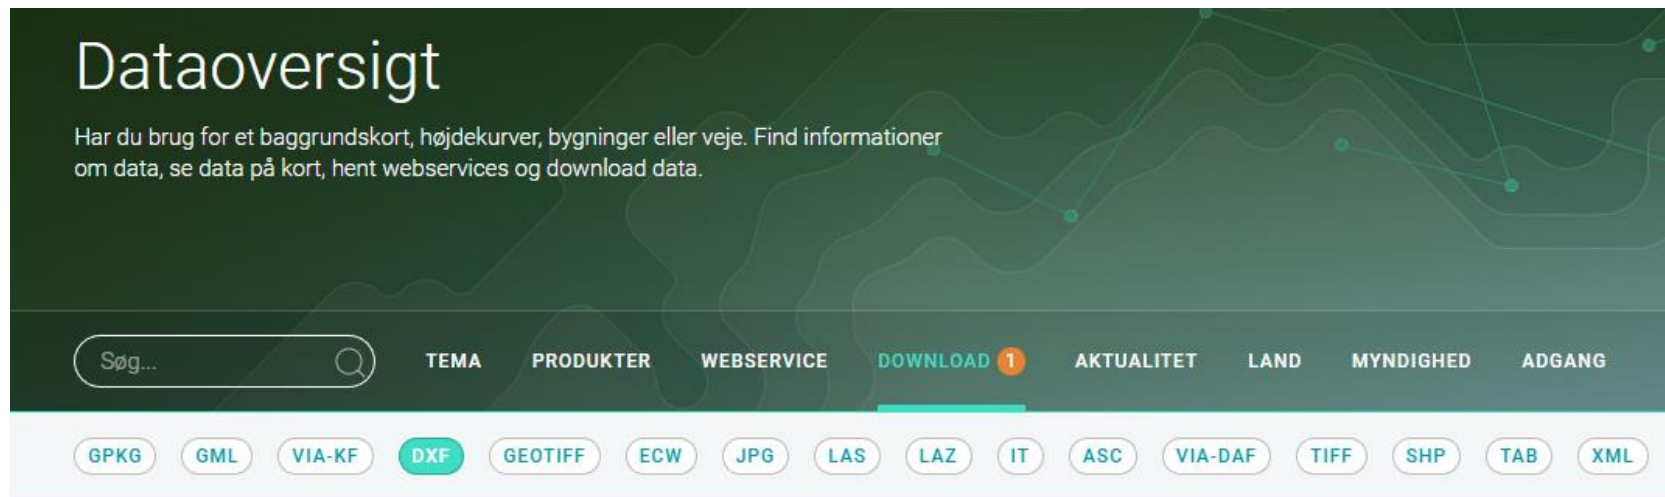 Dataoversigt
Har du brug for et baggrundskort, højdekurver, bygninger eller veje. Find informationer
om data, se data på kort, hent webservices og download data.
Søg... TEMA PRODUKTER WEBSERVICE DOWNLOAD 1 AKTUALITET LAND MYNDIGHED ADGANG
GPKG GML VIA-KF DXF GEOTIFF ECW JPG LAS LAZ IT ASC VIA-DAF TIFF SHP TAB XML